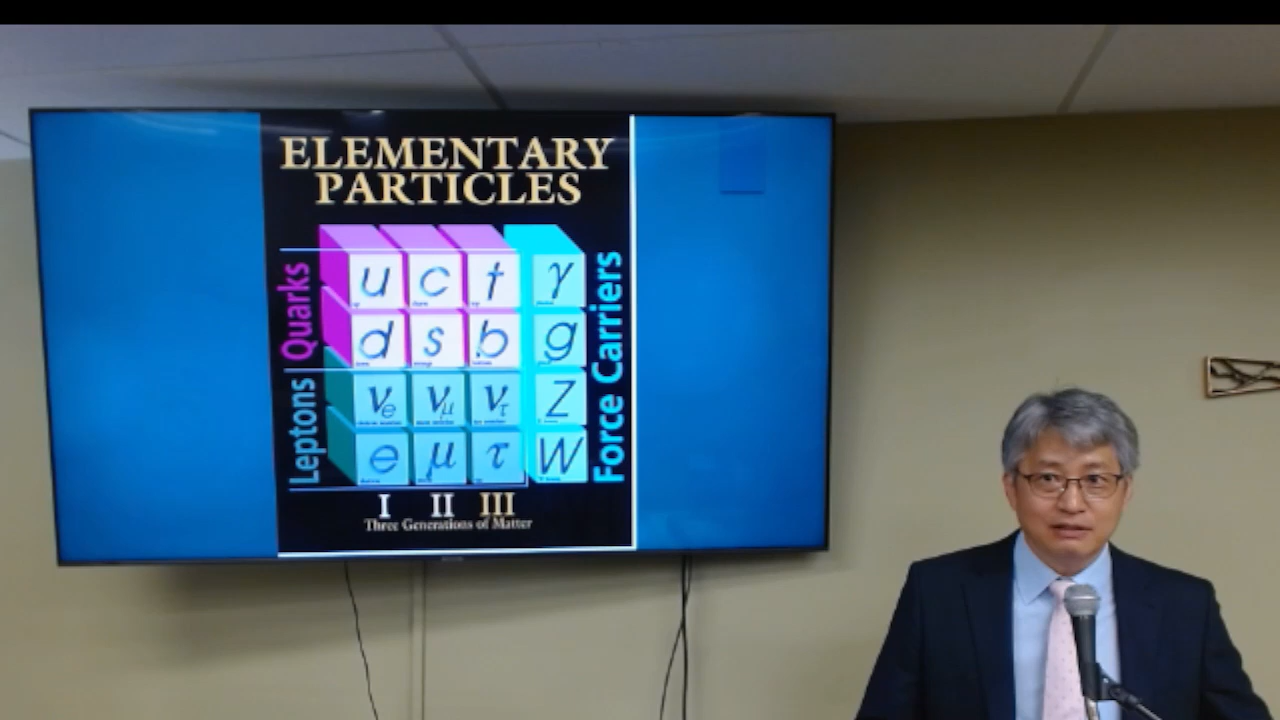 ELEMENTARY
PARTICLES
Quarks
Leptons
u c t γ
d s b g
νe νμ ντ Z
e μ τ W
Force Carriers
I II III
Three Generations of Matter